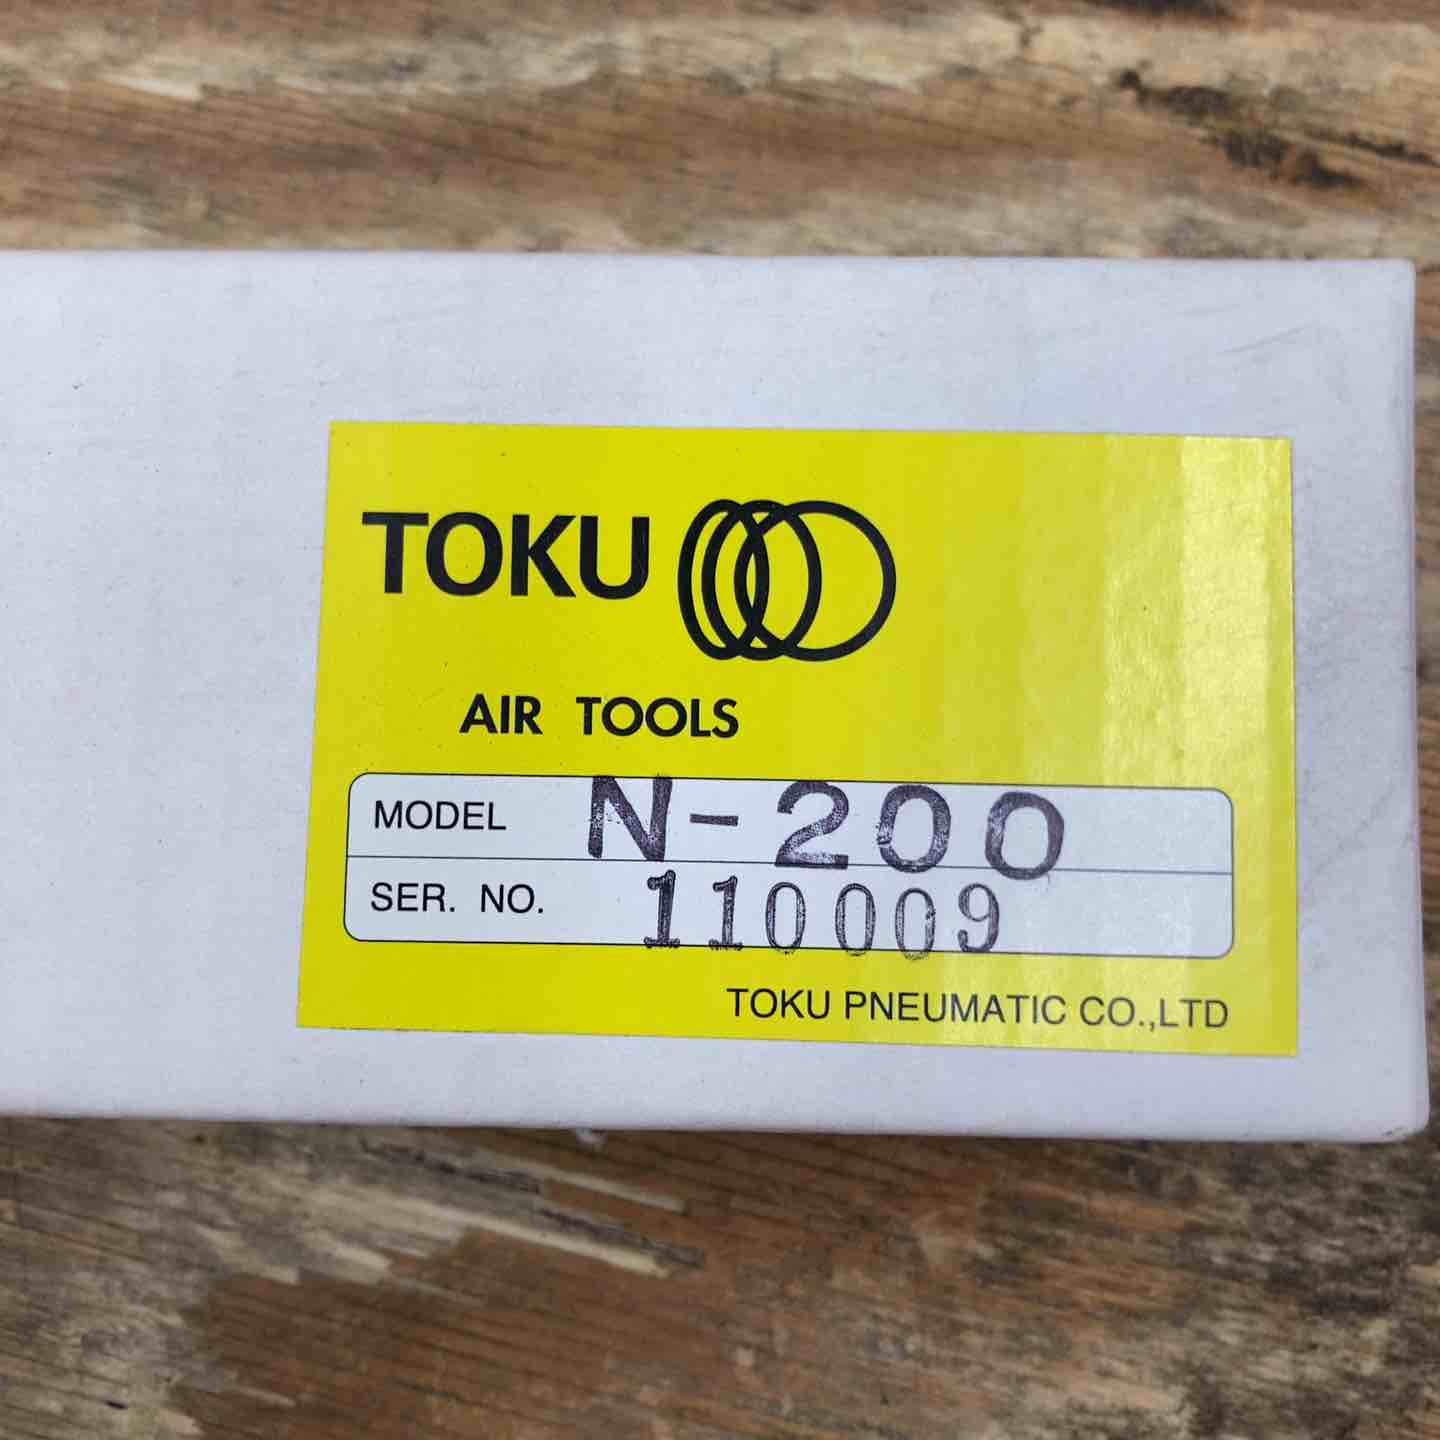 TOKU
AIR TOOLS
MODEL N-200
SER. NO. 110009
TOKU PNEUMATIC CO.,LTD